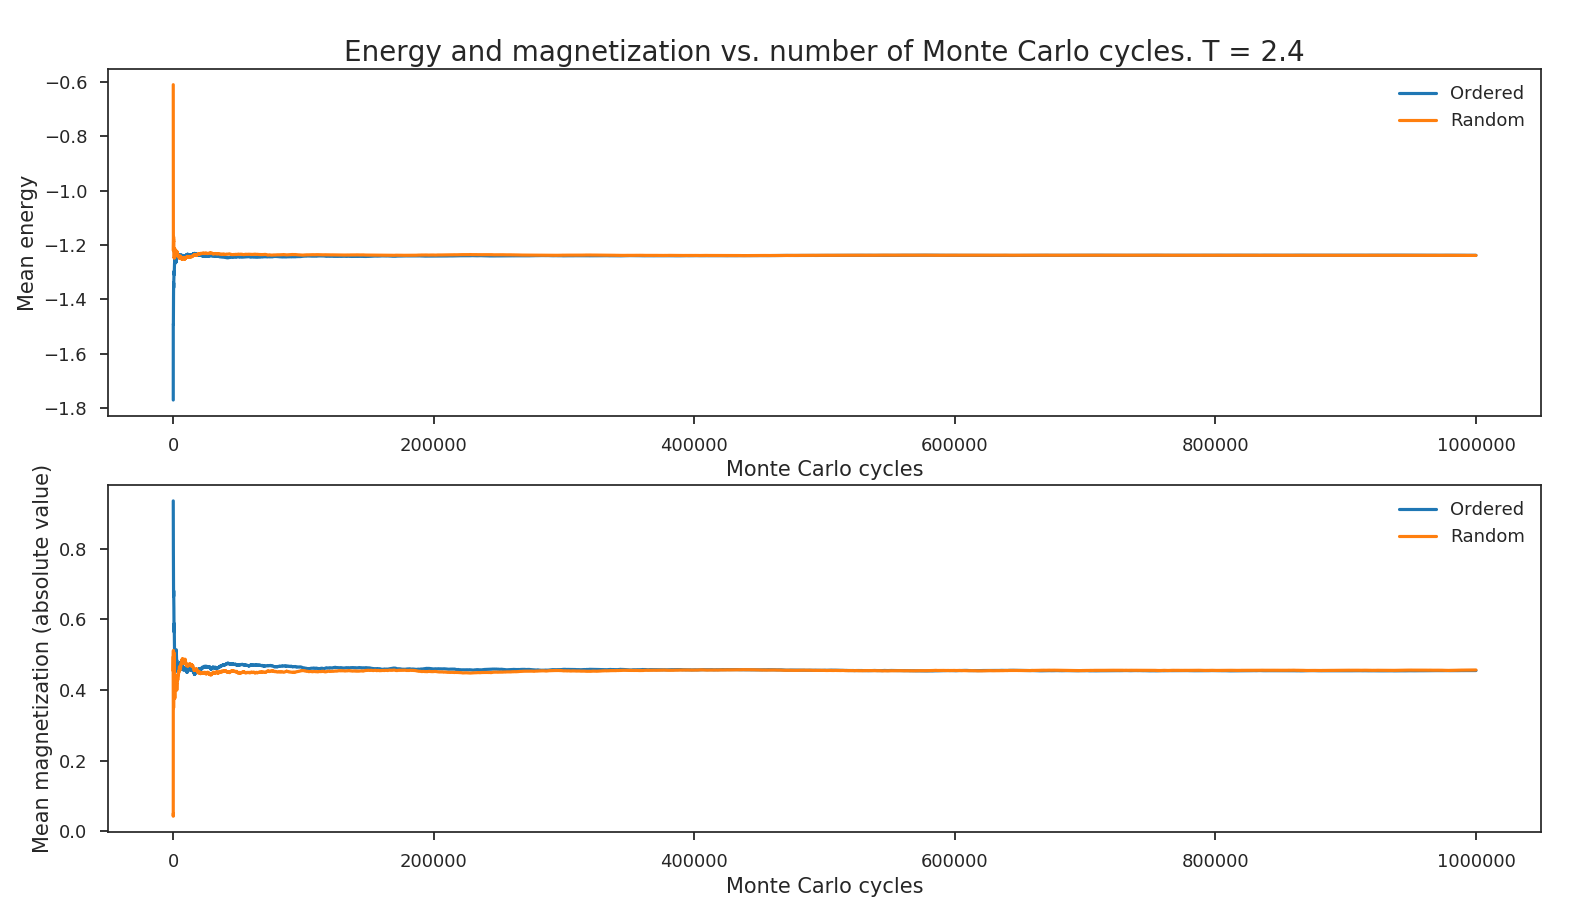 Energy and magnetization vs. number of Monte Carlo cycles. T = 2.4
Mean energy
−0.6
−0.8
−1.0
−1.2
−1.4
−1.6
−1.8
Ordered
Random
0
200000
400000
600000
800000
1000000
Monte Carlo cycles
Mean magnetization (absolute value)
0.8
0.6
0.4
0.2
0.0
Ordered
Random
0
200000
400000
600000
800000
1000000
Monte Carlo cycles